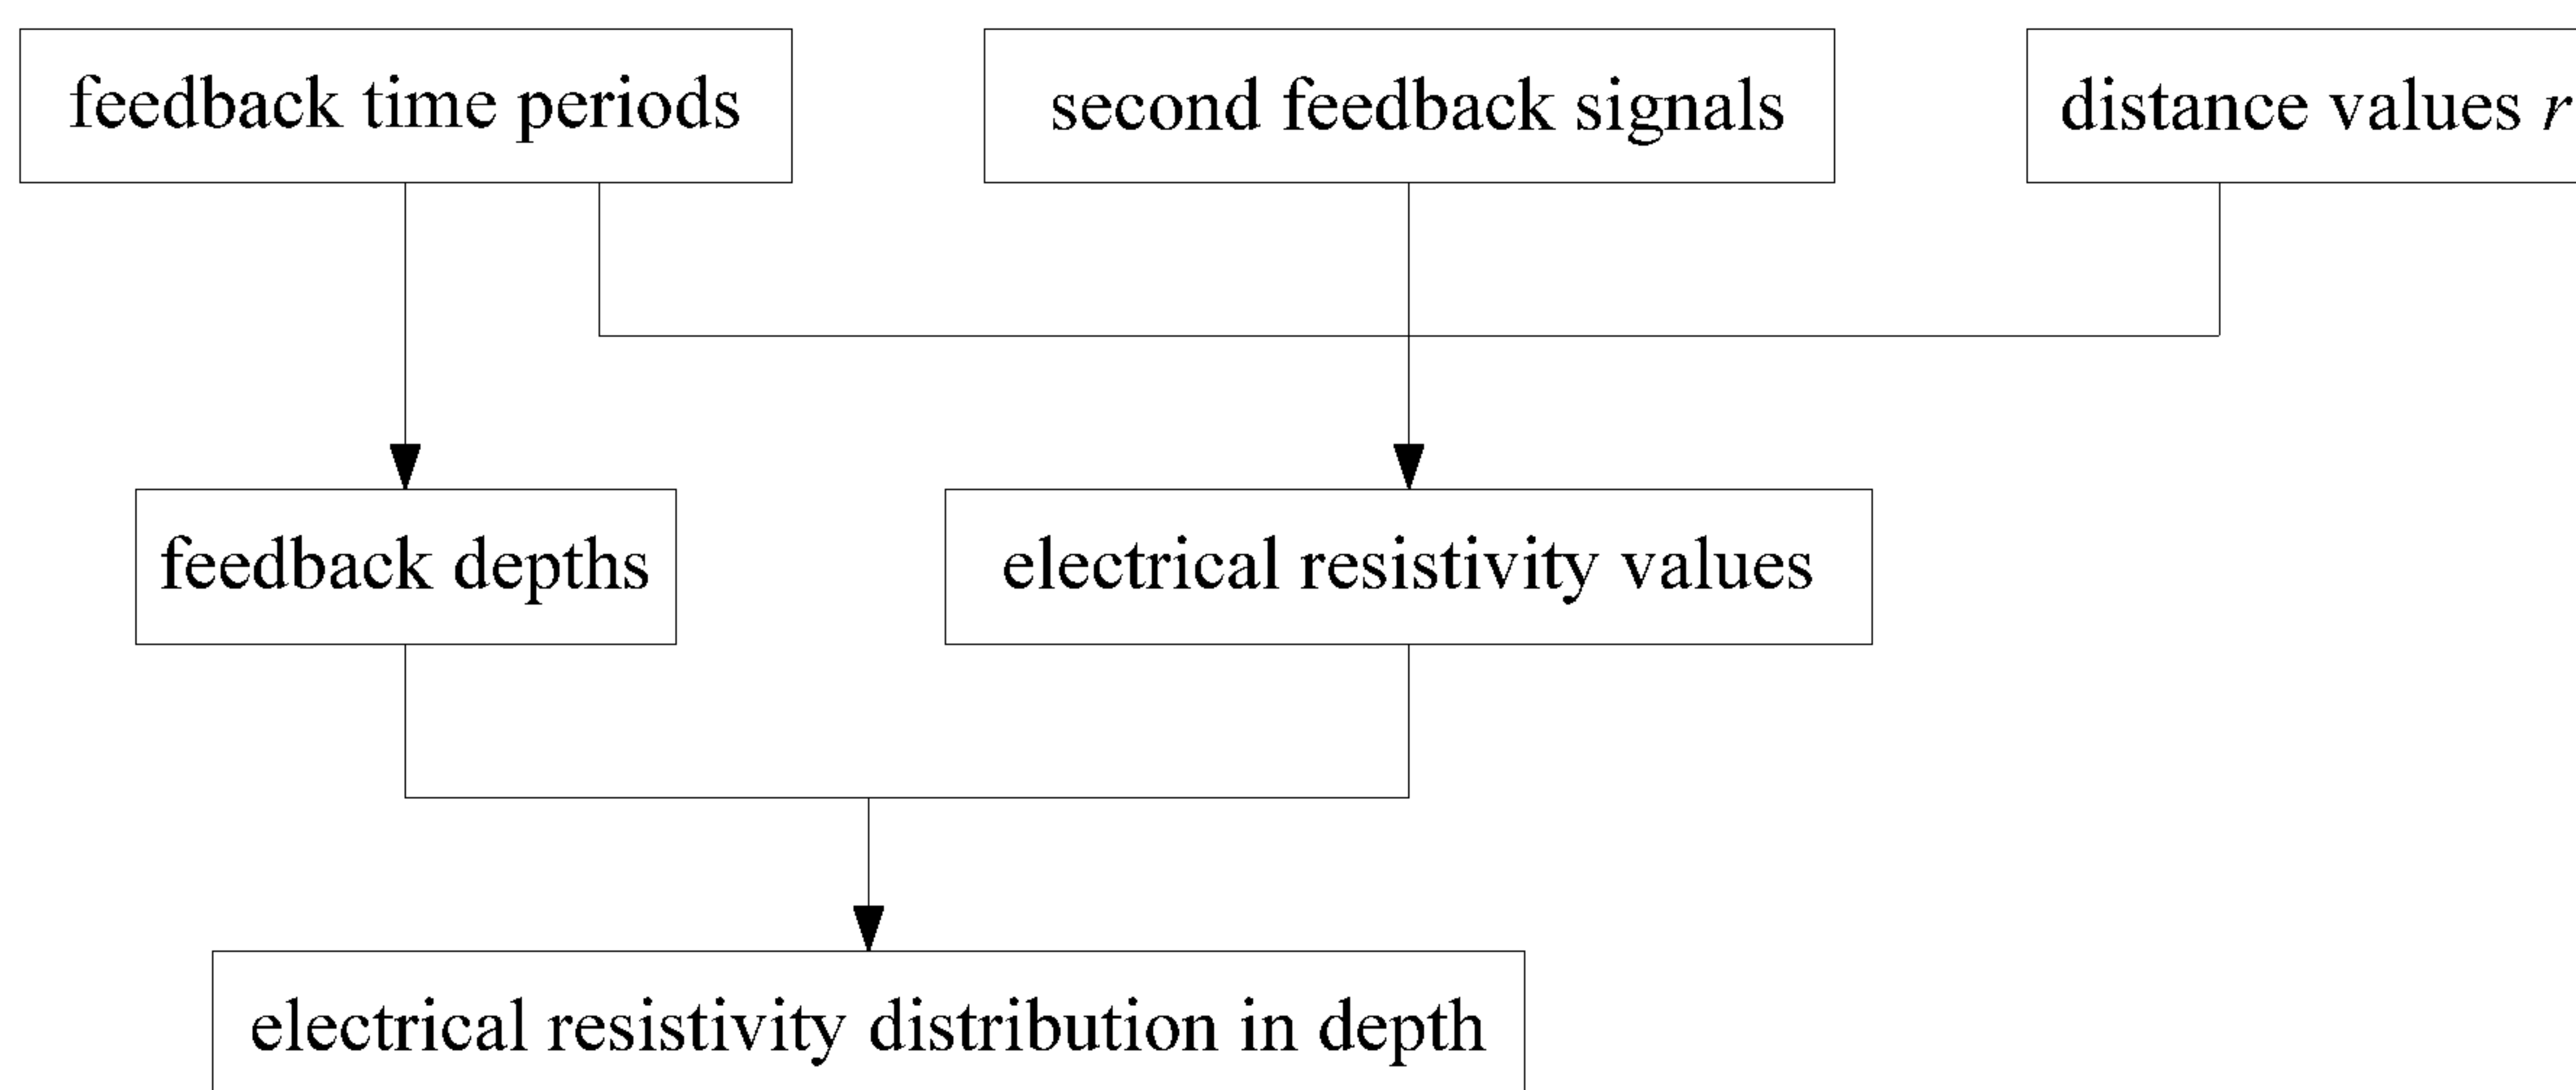 feedback time periods
second feedback signals
distance values r
feedback depths
electrical resistivity values
electrical resistivity distribution in depth